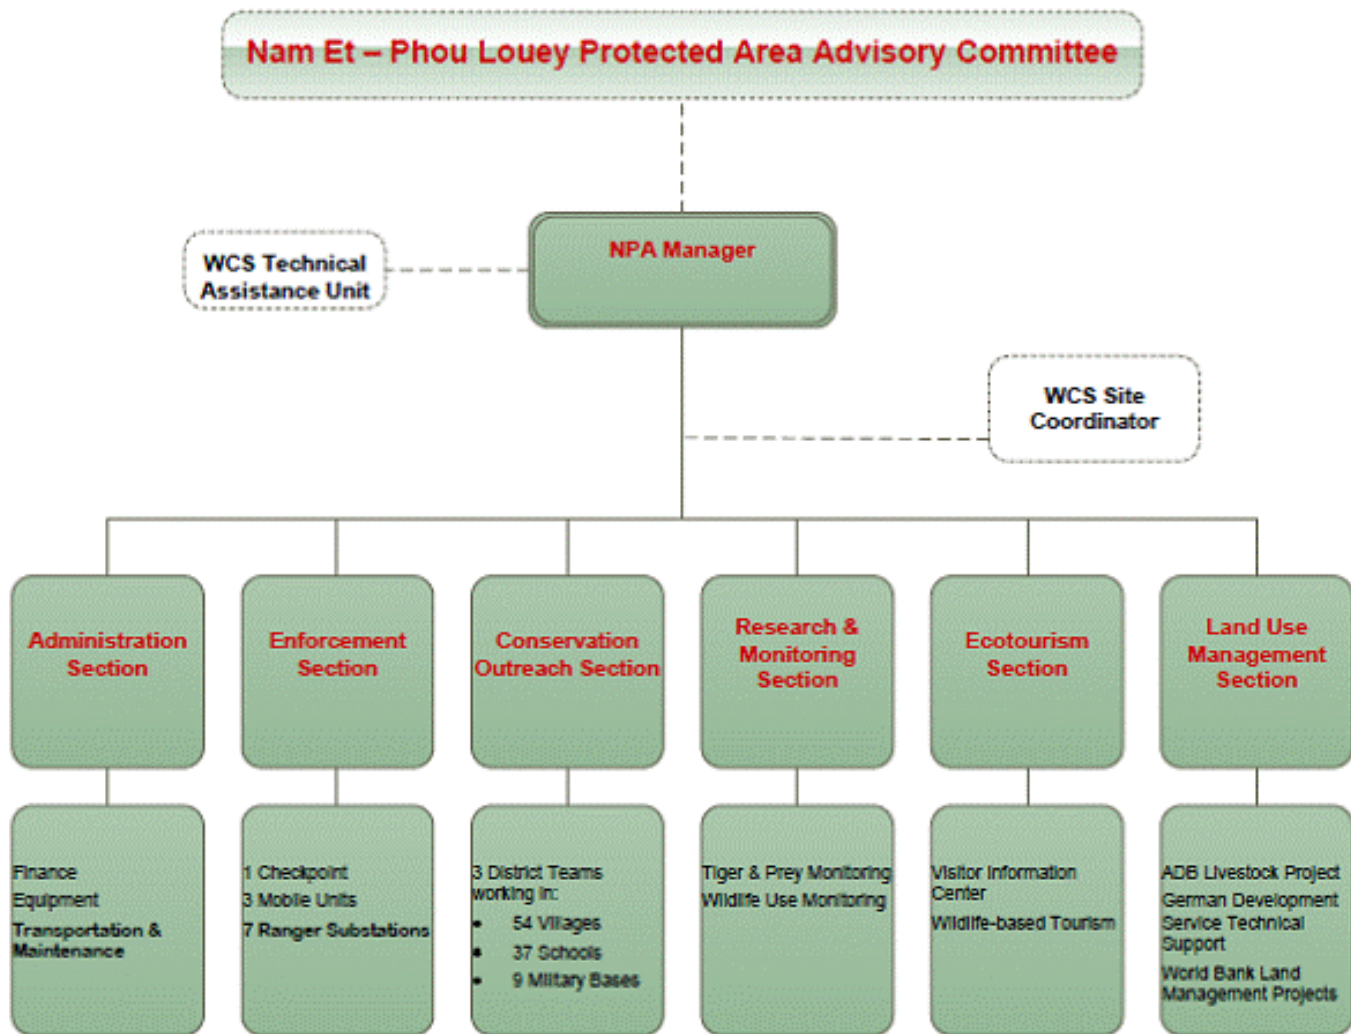 Nam Et – Phou Louey Protected Area Advisory Committee
NPA Manager
WCS Technical
Assistance Unit
WCS Site
Coordinator
Administration
Section
Enforcement
Section
Conservation
Outreach Section
Research &
Monitoring
Section
Ecotourism
Section
Land Use
Management
Section
Finance
Equipment
Transportation &
Maintenance
1 Checkpoint
3 Mobile Units
7 Ranger Substations
3 District Teams
working in:
• 54 Villages
• 37 Schools
• 9 Military Bases
Tiger & Prey Monitoring
Wildlife Use Monitoring
Visitor Information
Center
Wildlife-based Tourism
ADB Livestock Project
German Development
Service Technical
Support
World Bank Land
Management Projects